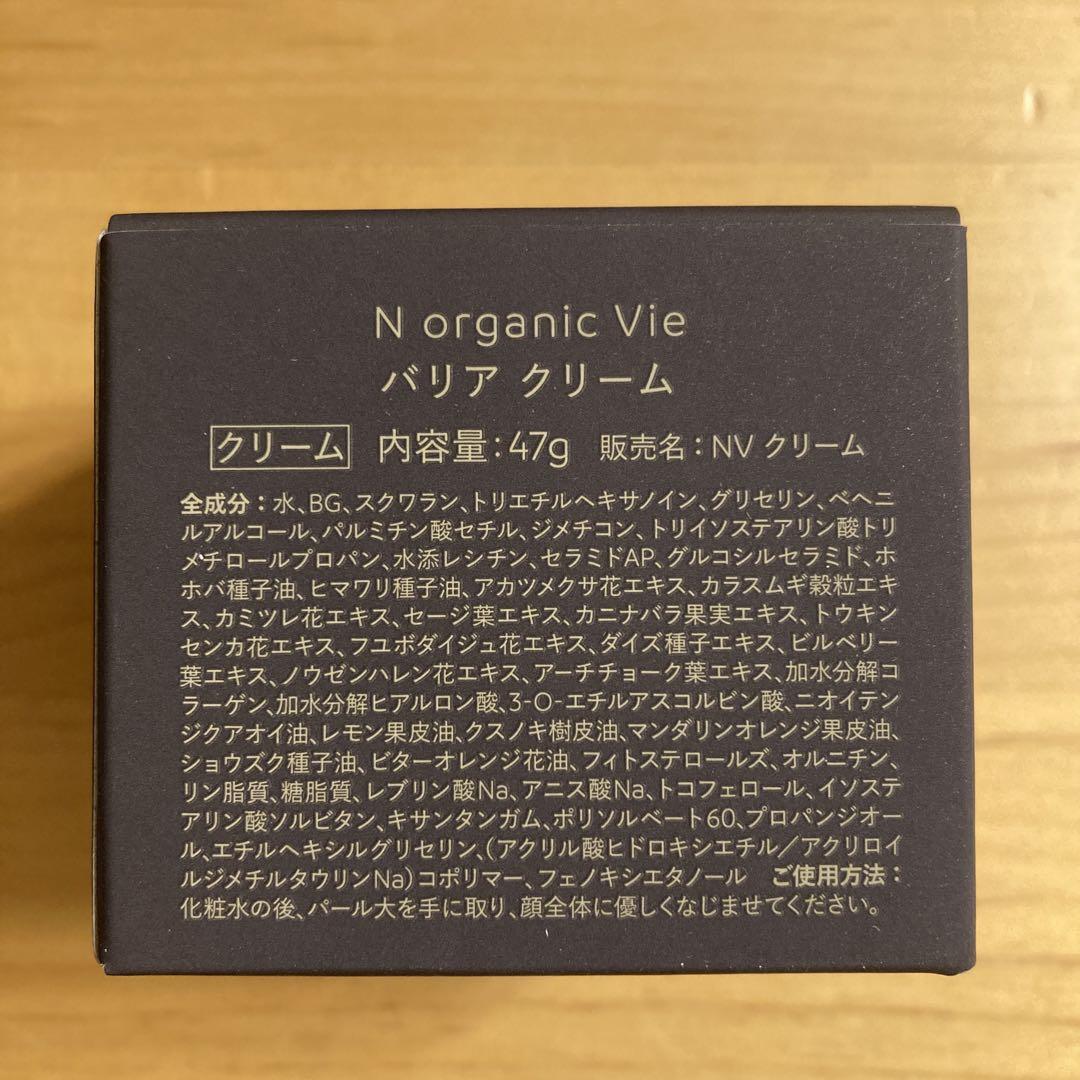 N organic Vie
バリア クリーム
クリーム 内容量:47g 販売名:NV クリーム
全成分:水、BG、スクワラン、トリエチルヘキサノイン、グリセリン、ベヘニ
ルアルコール、パルミチン酸セチル、ジメチコン、トリイソステアリン酸トリ
メチロールプロパン、水添レシチン、セラミドAP、グルコシルセラミド、ホ
ホバ種子油、ヒマワリ種子油、アカツメクサ花エキス、カラスムギ穀粒エキ
ス、カミツレ花エキス、セージ葉エキス、カニナバラ果実エキス、トウキン
センカ花エキス、フユボダイジュ花エキス、ダイズ種子エキス、ビルベリー
葉エキス、ノウゼンハレン花エキス、アーチチョーク葉エキス、加水分解コ
ラーゲン、加水分解ヒアルロン酸、3-O-エチルアスコルビン酸、ニオイテン
ジクアオイ油、レモン果皮油、クスノキ樹皮油、マンダリンオレンジ果皮油、
ショウズク種子油、ビターオレンジ花油、フィトステロールズ、オルニチン、
リン脂質、糖脂質、レブリン酸Na、アニス酸Na、トコフェロール、イソステ
アリン酸ソルビタン、キサンタンガム、ポリソルベート60、プロパンジオー
ル、エチルヘキシルグリセリン、(アクリル酸ヒドロキシエチル/アクリロイ
ルジメチルタウリンNa)コポリマー、フェノキシエタノール ご使用方法:
化粧水の後、パール大を手に取り、顔全体に優しくなじませてください。